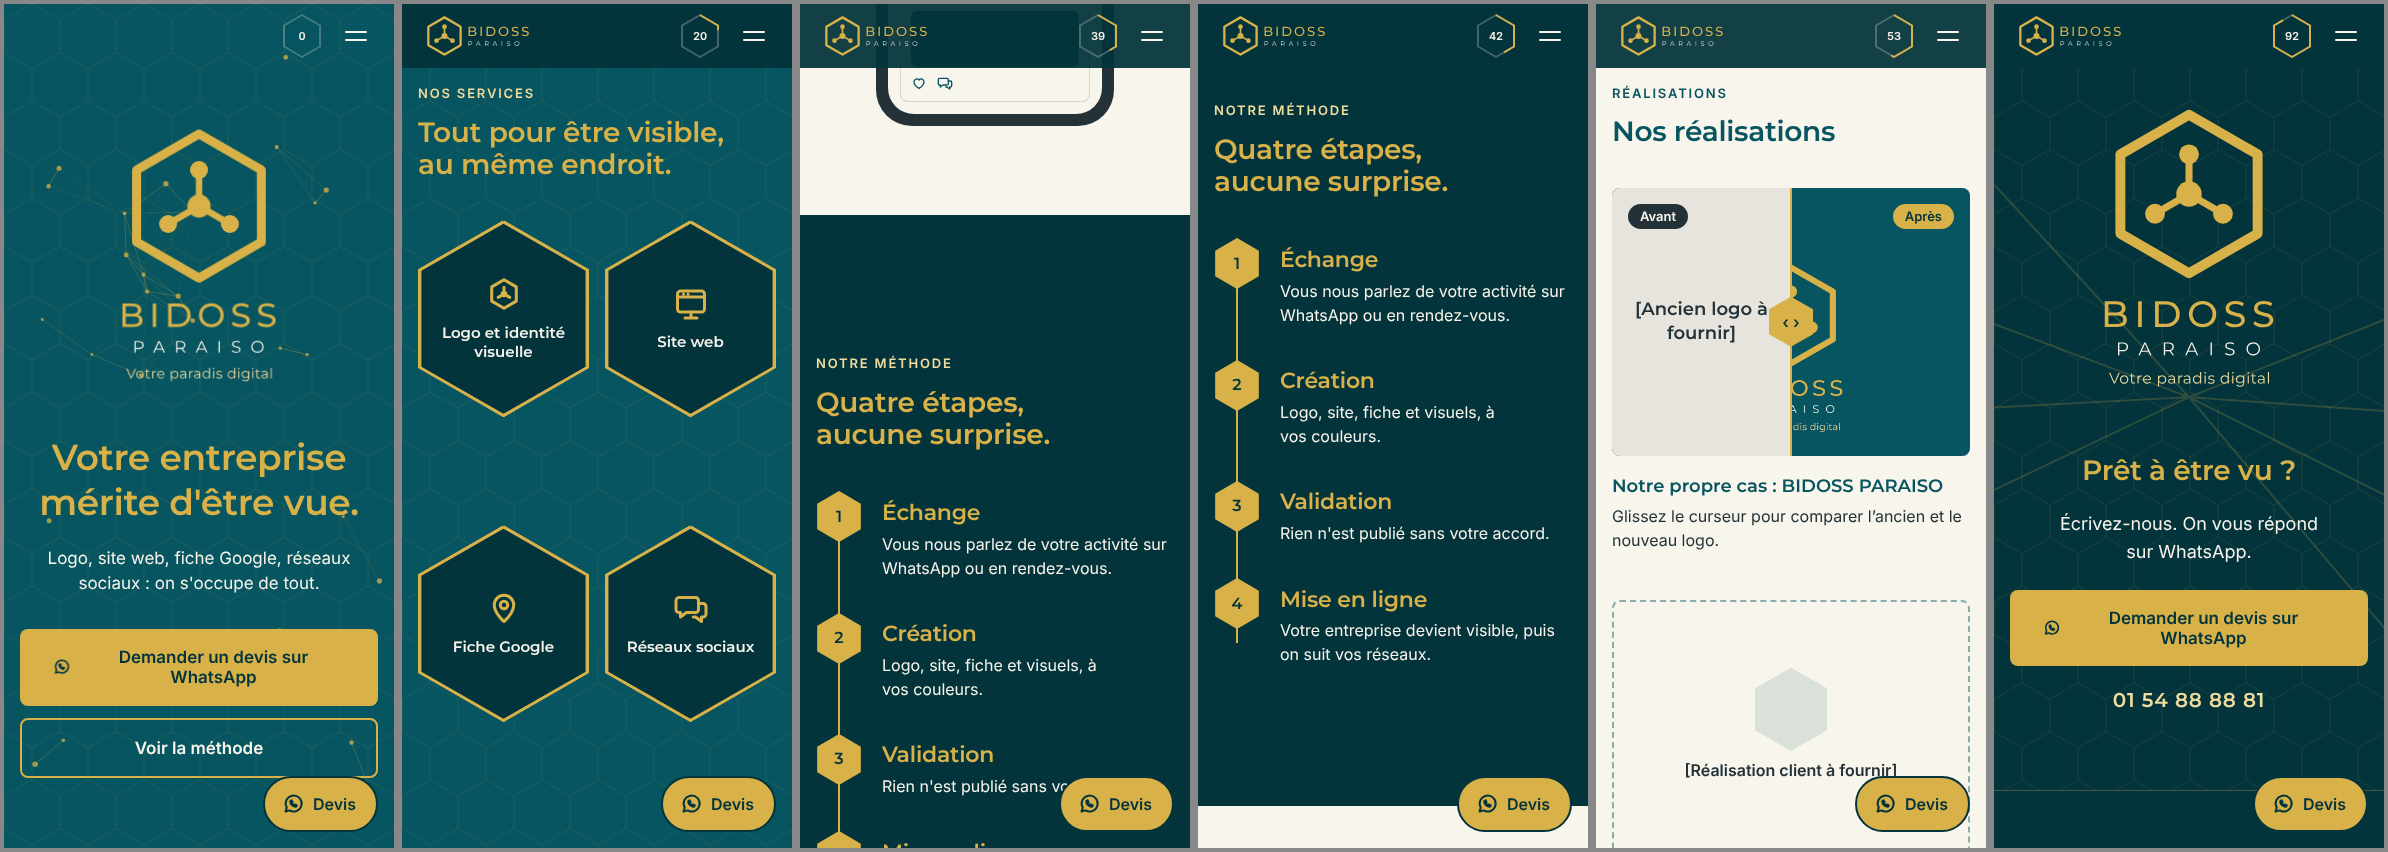 0
BIDOSS
PARAISO
Votre paradis digital
Votre entreprise
mérite d'être vue.
Logo, site web, fiche Google, réseaux
sociaux : on s'occupe de tout.
Demander un devis sur
WhatsApp
Voir la méthode
Devis
BIDOSS
PARAISO
20
NOS SERVICES
Tout pour être visible,
au même endroit.
Logo et identité
visuelle
Site web
Fiche Google
Réseaux sociaux
Devis
BIDOSS
PARAISO
39
NOTRE MÉTHODE
Quatre étapes,
aucune surprise.
1
Échange
Vous nous parlez de votre activité sur
WhatsApp ou en rendez-vous.
2
Création
Logo, site, fiche et visuels, à
vos couleurs.
3
Validation
Rien n'est publié sans
Devis
BIDOSS
PARAISO
42
NOTRE MÉTHODE
Quatre étapes,
aucune surprise.
1
Échange
Vous nous parlez de votre activité sur
WhatsApp ou en rendez-vous.
2
Création
Logo, site, fiche et visuels, à
vos couleurs.
3
Validation
Rien n'est publié sans votre accord.
4
Mise en ligne
Votre entreprise devient visible, puis
on suit vos réseaux.
Devis
BIDOSS
PARAISO
53
RÉALISATIONS
Nos réalisations
Avant
Après
[Ancien logo à
fournir]
‹ ›
OSS
AISO
dis digital
Notre propre cas : BIDOSS PARAISO
Glissez le curseur pour comparer l’ancien et le
nouveau logo.
[Réalisation client à fournir]
Devis
BIDOSS
PARAISO
92
BIDOSS
PARAISO
Votre paradis digital
Prêt à être vu ?
Écrivez-nous. On vous répond
sur WhatsApp.
Demander un devis sur
WhatsApp
01 54 88 88 81
Devis